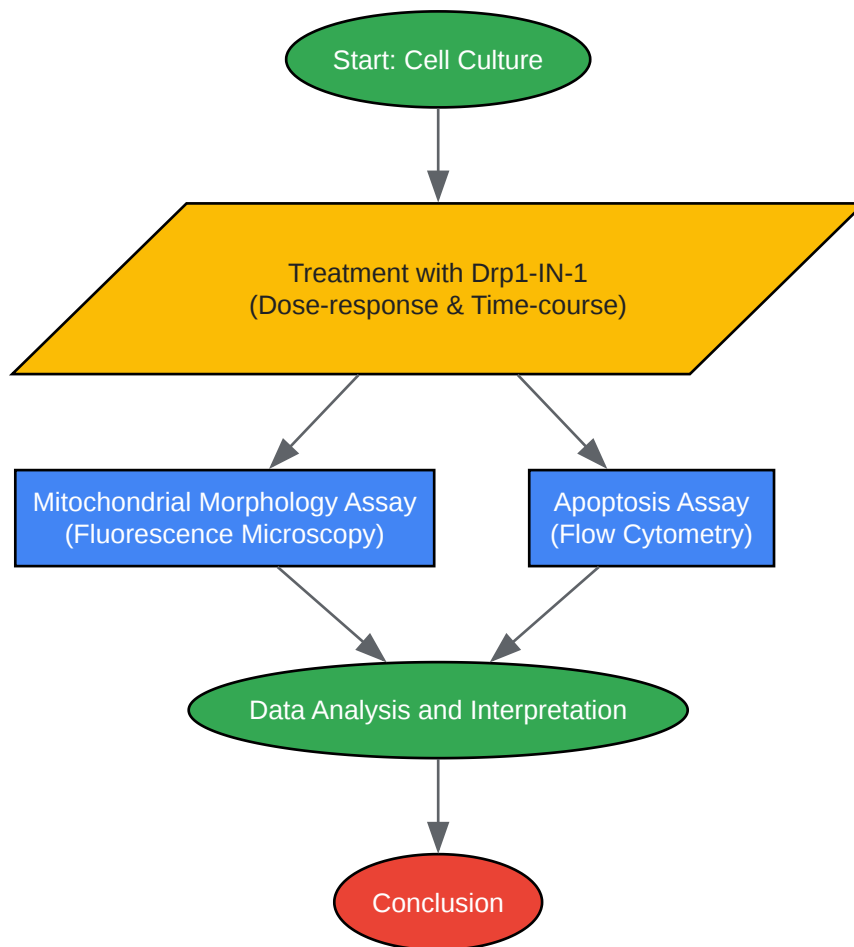 Start: Cell Culture
Treatment with Drp1-IN-1
(Dose-response & Time-course)
Mitochondrial Morphology Assay
(Fluorescence Microscopy)
Apoptosis Assay
(Flow Cytometry)
Data Analysis and Interpretation
Conclusion